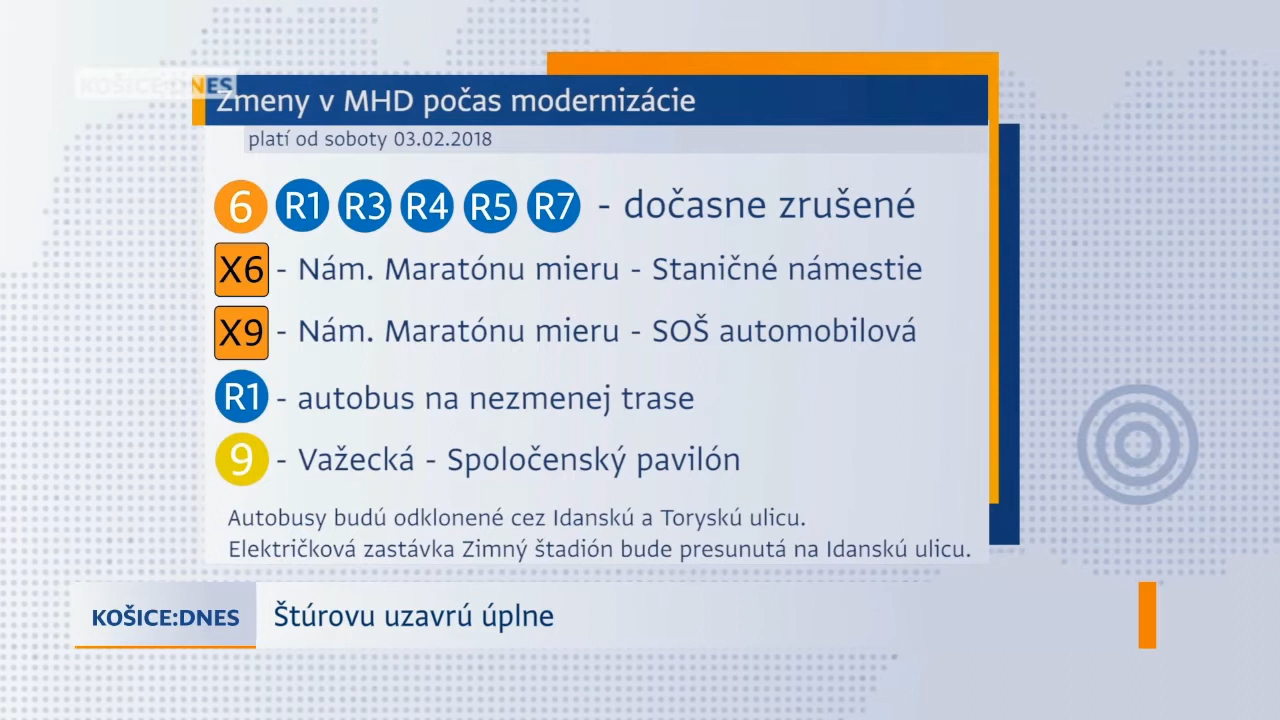 KOŠICE:DNES
Zmeny v MHD počas modernizácie
platí od soboty 03.02.2018
6 R1 R3 R4 R5 R7 - dočasne zrušené
X6 - Nám. Maratónu mieru - Staničné námestie
X9 - Nám. Maratónu mieru - SOŠ automobilová
R1 - autobus na nezmenej trase
9 - Važecká - Spoločenský pavilón
Autobusy budú odklonené cez Idanskú a Toryskú ulicu.
Električková zastávka Zimný štadión bude presunutá na Idanskú ulicu.
KOŠICE:DNES Štúrovu uzavrú úplne